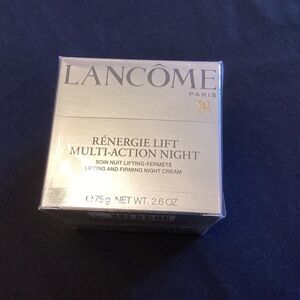 LANCÔME
PARIS
RÉNERGIE LIFT
MULTI-ACTION NIGHT
SOIN NUIT LIFTING-FERMETÉ
LIFTING AND FIRMING NIGHT CREAM
℮75 g NET WT. 2.6 OZ